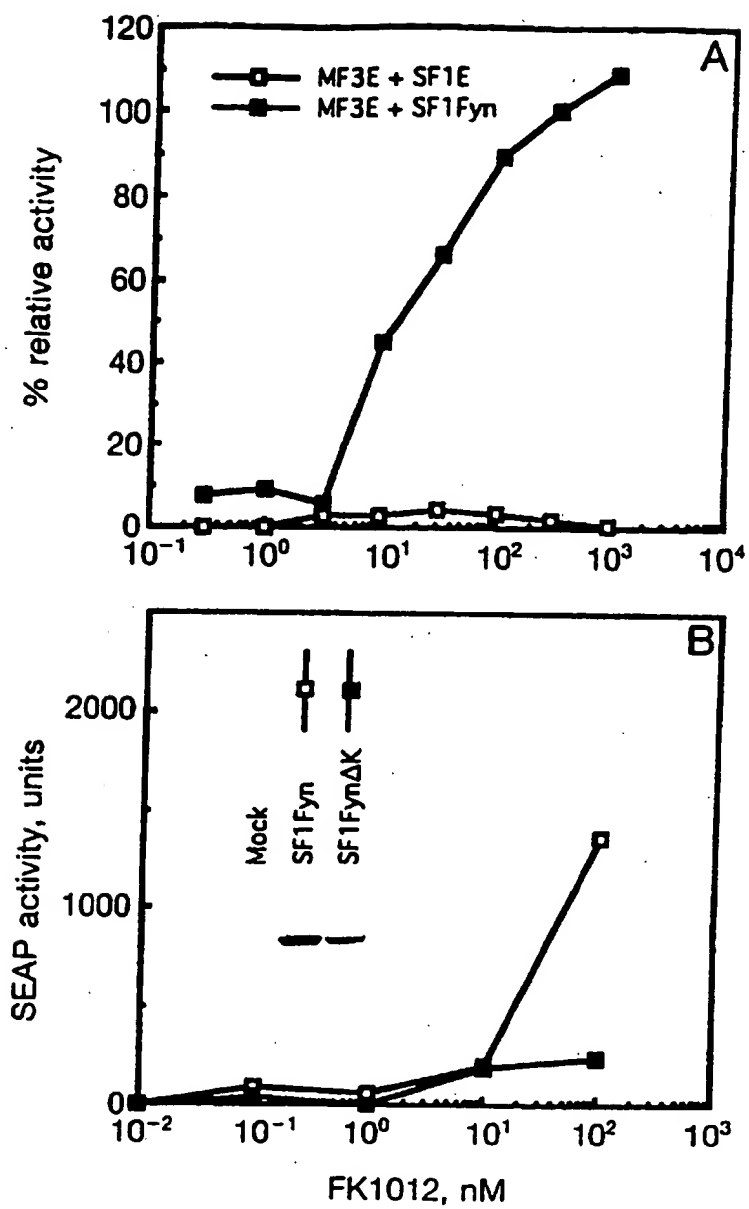 A
120
100
80
60
40
20
0
% relative activity
MF3E + SF1E
MF3E + SF1Fyn
10⁻¹ 10⁰ 10¹ 10² 10³ 10⁴
B
2000
1000
0
SEAP activity, units
Mock
SF1Fyn
SF1FynΔK
10⁻² 10⁻¹ 10⁰ 10¹ 10² 10³
FK1012, nM